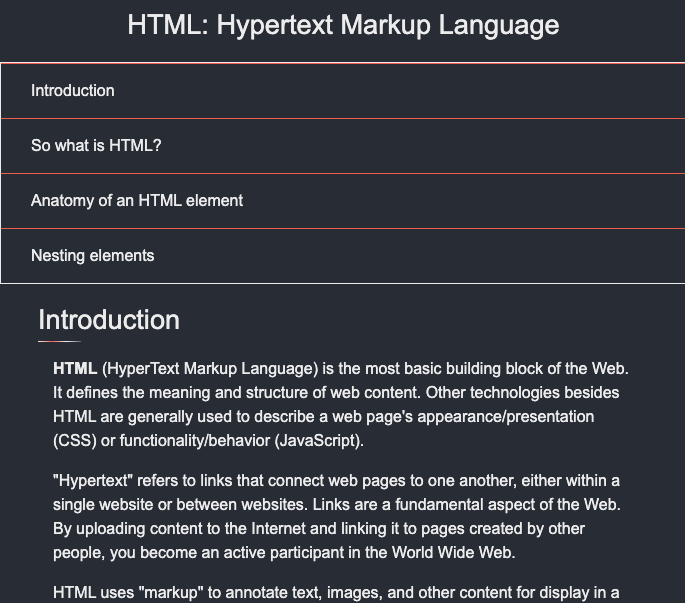 HTML: Hypertext Markup Language
Introduction
So what is HTML?
Anatomy of an HTML element
Nesting elements
Introduction
HTML (HyperText Markup Language) is the most basic building block of the Web.
It defines the meaning and structure of web content. Other technologies besides
HTML are generally used to describe a web page's appearance/presentation
(CSS) or functionality/behavior (JavaScript).
"Hypertext" refers to links that connect web pages to one another, either within a
single website or between websites. Links are a fundamental aspect of the Web.
By uploading content to the Internet and linking it to pages created by other
people, you become an active participant in the World Wide Web.
HTML uses "markup" to annotate text, images, and other content for display in a